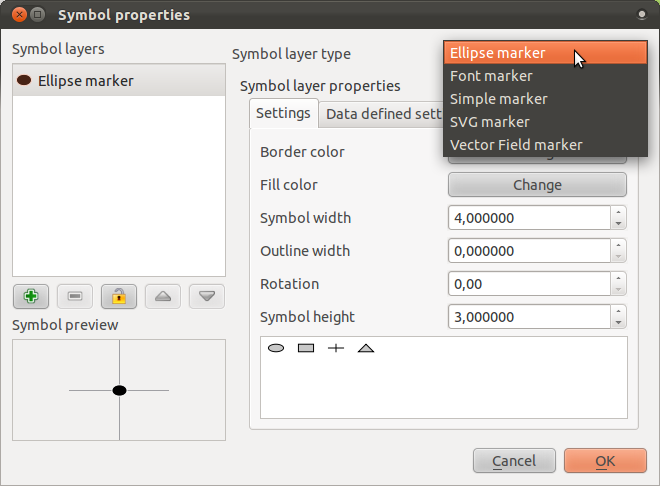 Symbol properties
Symbol layers
Ellipse marker
Symbol layer type
Ellipse marker
Font marker
Simple marker
SVG marker
Vector Field marker
Symbol layer properties
Settings
Data defined sett
Border color
Fill color
Change
Symbol width
4,000000
Outline width
0,000000
Rotation
0,00
Symbol height
3,000000
Symbol preview
Cancel
OK